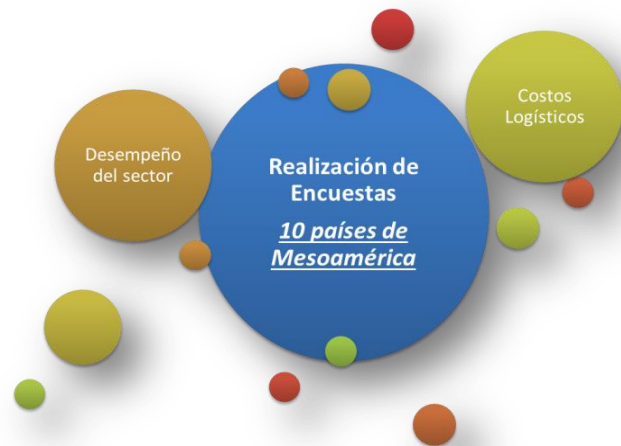 Desempeño
del sector
Realización de
Encuestas
10 países de
Mesoamérica
Costos
Logísticos